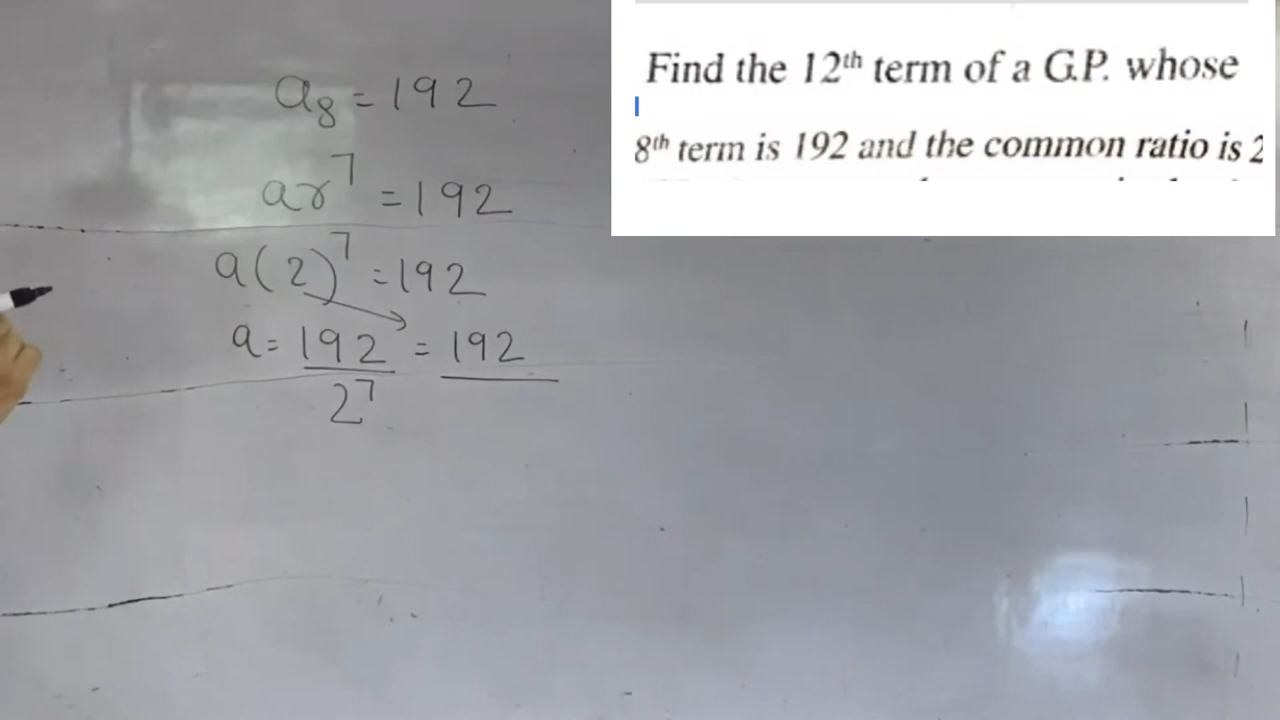 Find the 12th term of a G.P. whose
8th term is 192 and the common ratio is 2
a₈ = 192
ar⁷ = 192
a(2)⁷ = 192
a = 192/2⁷ = 192